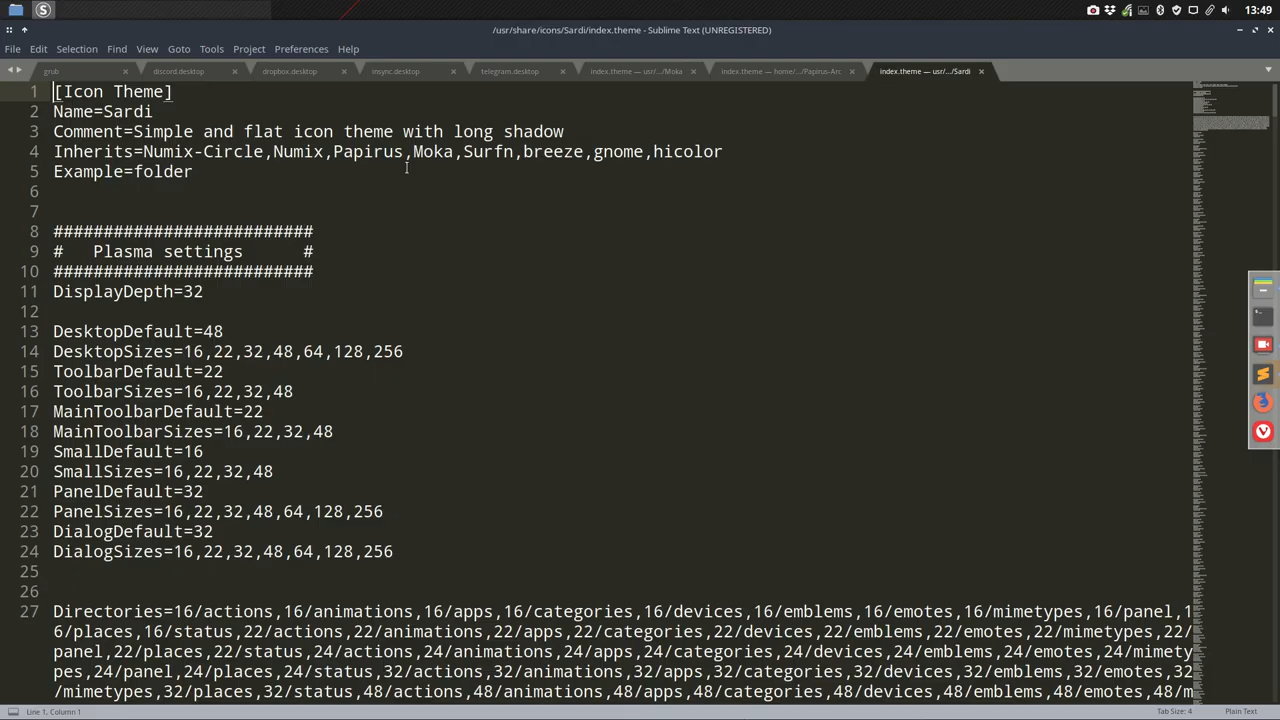 13:49
/usr/share/icons/Sardi/index.theme - Sublime Text (UNREGISTERED)
File Edit Selection Find View Goto Tools Project Preferences Help
grub discord.desktop dropbox.desktop insync.desktop telegram.desktop index.theme — usr/.../Moka index.theme — home/.../Papirus-Arc index.theme — usr/.../Sardi
1 [Icon Theme]
2 Name=Sardi
3 Comment=Simple and flat icon theme with long shadow
4 Inherits=Numix-Circle,Numix,Papirus,Moka,Surfn,breeze,gnome,hicolor
5 Example=folder
6
7
8 ##########################
9 #   Plasma settings      #
10 ##########################
11 DisplayDepth=32
12
13 DesktopDefault=48
14 DesktopSizes=16,22,32,48,64,128,256
15 ToolbarDefault=22
16 ToolbarSizes=16,22,32,48
17 MainToolbarDefault=22
18 MainToolbarSizes=16,22,32,48
19 SmallDefault=16
20 SmallSizes=16,22,32,48
21 PanelDefault=32
22 PanelSizes=16,22,32,48,64,128,256
23 DialogDefault=32
24 DialogSizes=16,22,32,48,64,128,256
25
26
27 Directories=16/actions,16/animations,16/apps,16/categories,16/devices,16/emblems,16/emotes,16/mimetypes,16/panel,1
6/places,16/status,22/actions,22/animations,22/apps,22/categories,22/devices,22/emblems,22/emotes,22/mimetypes,22/
panel,22/places,22/status,24/actions,24/animations,24/apps,24/categories,24/devices,24/emblems,24/emotes,24/mimety
pes,24/panel,24/places,24/status,32/actions,32/animations,32/apps,32/categories,32/devices,32/emblems,32/emotes,32
/mimetypes,32/places,32/status,48/actions,48/animations,48/apps,48/categories,48/devices,48/emblems,48/emotes,48/m
Line 1, Column 1
Tab Size: 4 Plain Text